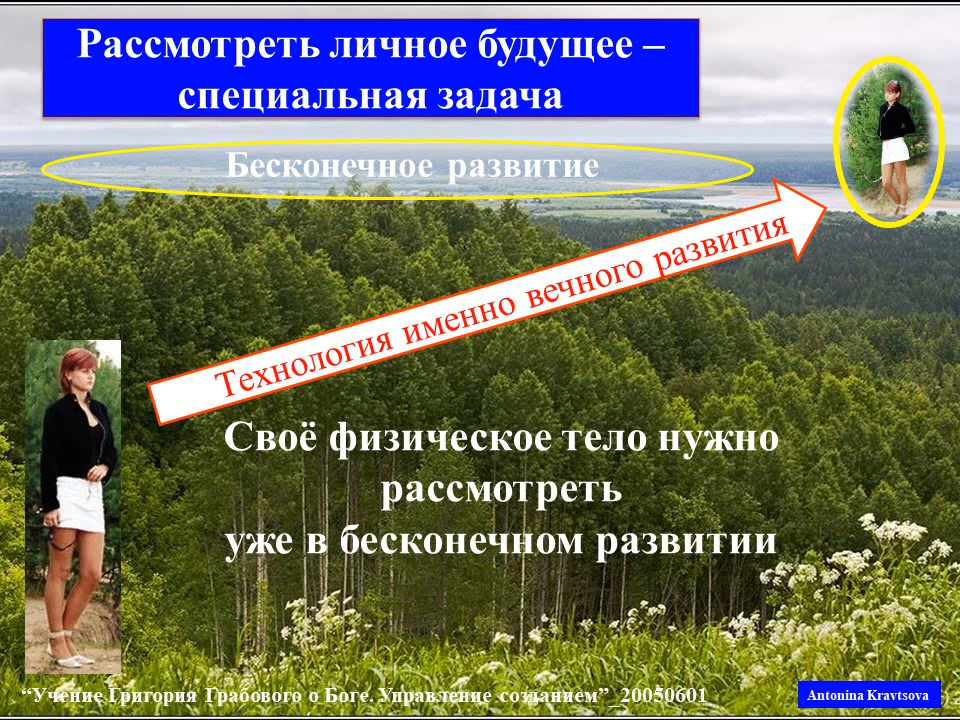 Рассмотреть личное будущее –
специальная задача
Бесконечное развитие
Технология именно вечного развития
Своё физическое тело нужно
рассмотреть
уже в бесконечном развитии
“Учение Григория Грабового о Боге. Управление созданием”_20050601
Antonina Kravtsova